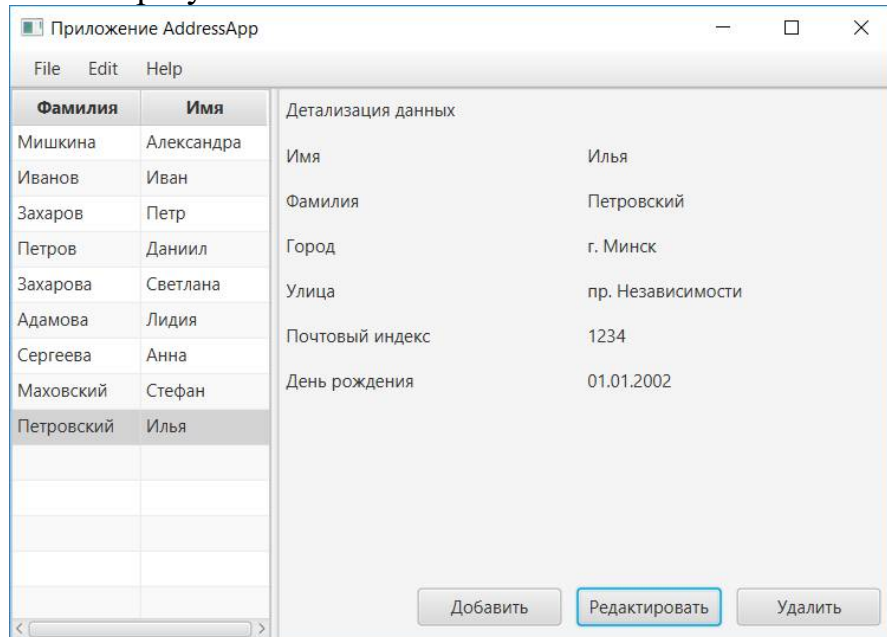 Приложение AddressApp
File Edit Help
Фамилия Имя
Мишкина Александра
Иванов Иван
Захаров Петр
Петров Даниил
Захарова Светлана
Адамова Лидия
Сергеева Анна
Маховский Стефан
Петровский Илья
Детализация данных
Имя Илья
Фамилия Петровский
Город г. Минск
Улица пр. Независимости
Почтовый индекс 1234
День рождения 01.01.2002
Добавить Редактировать Удалить